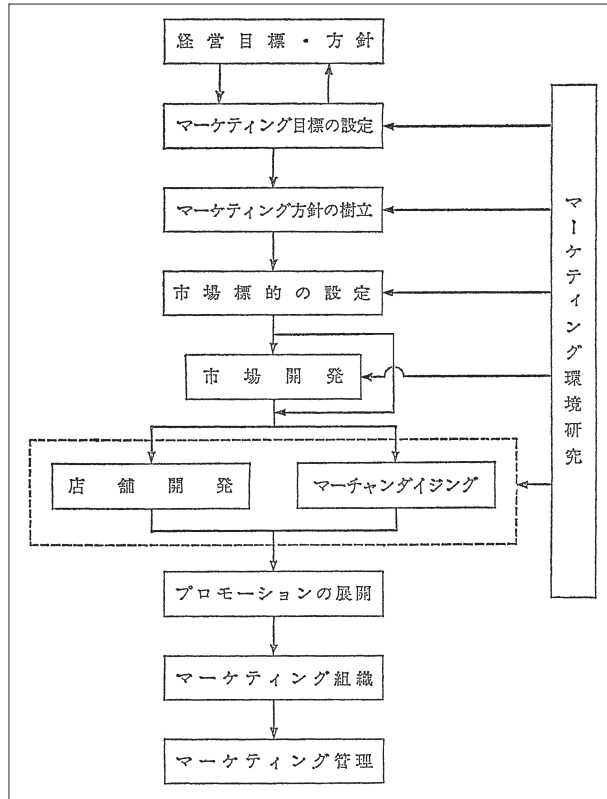 経営目標・方針
マーケティング目標の設定
マーケティング方針の樹立
市場標的の設定
市場開発
店舗開発
マーチャンダイジング
プロモーションの展開
マーケティング組織
マーケティング管理
マーケティイング環境研究